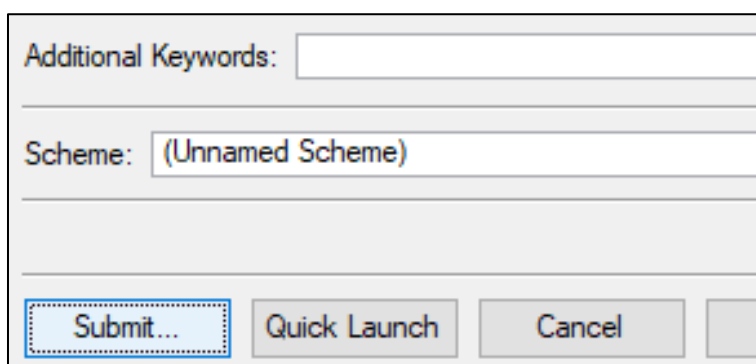 Additional Keywords:
Scheme: (Unnamed Scheme)
Submit... Quick Launch Cancel